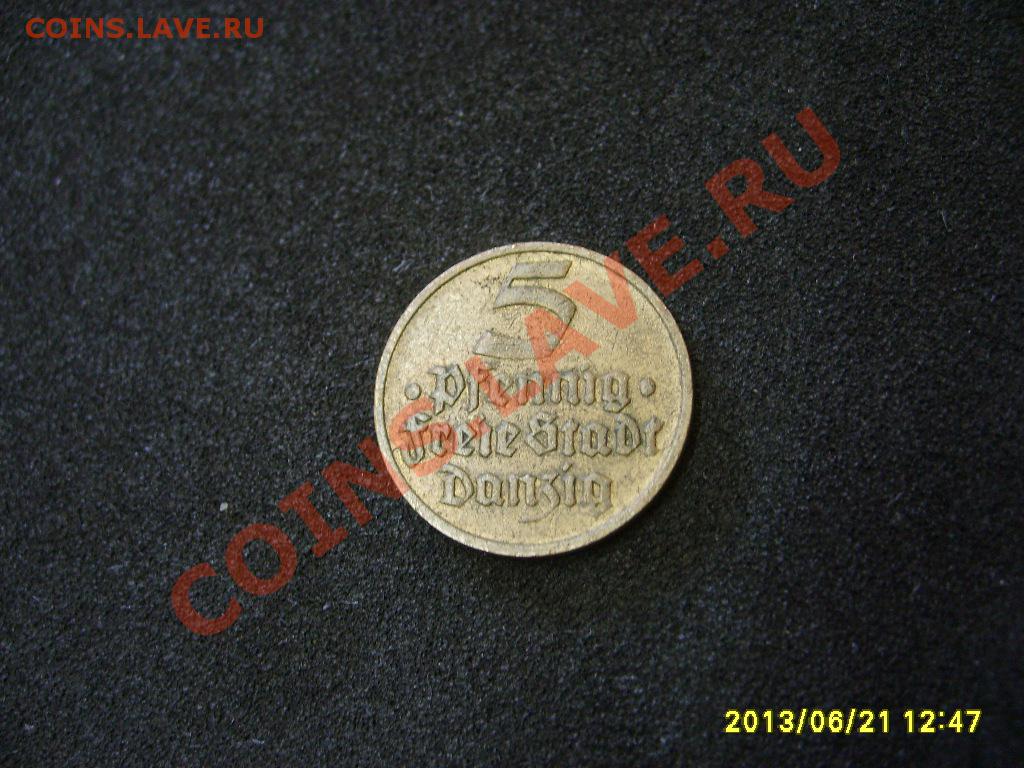 COINS.LAVE.RU
5
· Pfennig ·
Freie Stadt
Danzig
COINS.LAVE.RU
2013/06/21 12:47